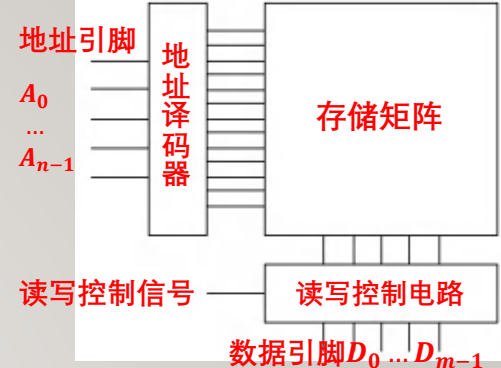 地址引脚
A₀
...
Aₙ₋₁
地址译码器
存储矩阵
读写控制信号
读写控制电路
数据引脚D₀ ... Dₘ₋₁